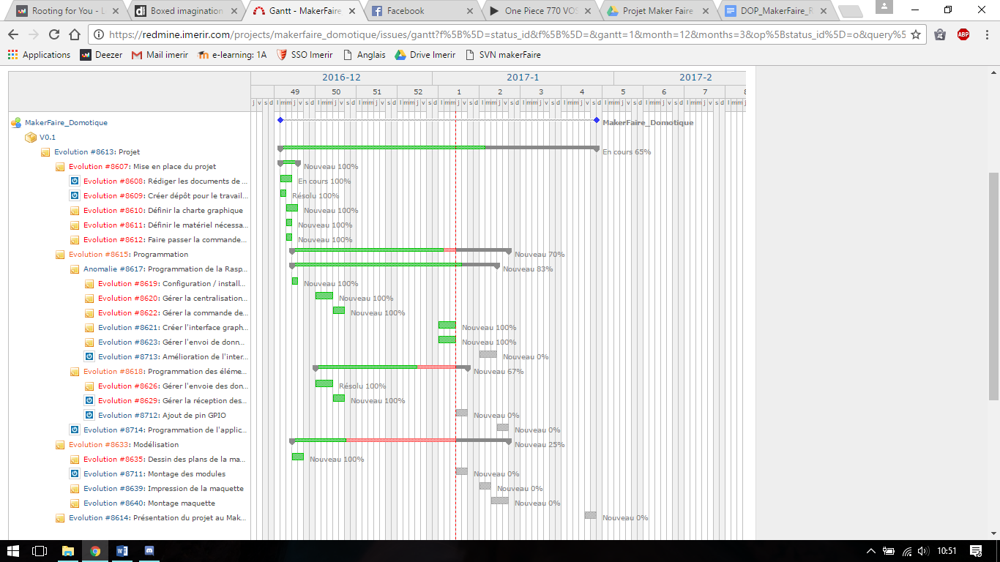 Rooting for You - L
Boxed imagination
Gantt - MakerFaire
Facebook
One Piece 770 VOS
Projet Maker Faire
DOP_MakerFaire_R
https://redmine.imerir.com/projects/makerfaire_domotique/issues/gantt?f%5B%5D=status_id&f%5B%5D=&gantt=1&month=12&months=3&op%5Bstatus_id%5D=o&query%5
ABP
Applications Deezer Mail imerir e-learning: 1A SSO Imerir Anglais Drive Imerir SVN makerFaire
2016-12 2017-1 2017-2
49 50 51 52 1 2 3 4 5 6 7
MakerFaire_Domotique MakerFaire_Domotique
V0.1
Evolution #8613: Projet En cours 65%
Evolution #8607: Mise en place du projet Nouveau 100%
Evolution #8608: Rédiger les documents de ... En cours 100%
Evolution #8609: Créer dépôt pour le travail... Résolu 100%
Evolution #8610: Définir la charte graphique Nouveau 100%
Evolution #8611: Définir le matériel nécessa... Nouveau 100%
Evolution #8612: Faire passer la commande... Nouveau 100%
Evolution #8615: Programmation Nouveau 70%
Anomalie #8617: Programmation de la Rasp... Nouveau 83%
Evolution #8619: Configuration / install... Nouveau 100%
Evolution #8620: Gérer la centralisation... Nouveau 100%
Evolution #8622: Gérer la commande de... Nouveau 100%
Evolution #8621: Créer l'interface graph... Nouveau 100%
Evolution #8623: Gérer l'envoi de donn... Nouveau 100%
Evolution #8713: Amélioration de l'inter... Nouveau 0%
Evolution #8618: Programmation des éléme... Nouveau 67%
Evolution #8626: Gérer l'envoie des don... Résolu 100%
Evolution #8629: Gérer la réception des... Nouveau 100%
Evolution #8712: Ajout de pin GPIO Nouveau 0%
Evolution #8714: Programmation de l'applic... Nouveau 0%
Evolution #8633: Modélisation Nouveau 25%
Evolution #8635: Dessin des plans de la ma... Nouveau 100%
Evolution #8711: Montage des modules Nouveau 0%
Evolution #8639: Impression de la maquette Nouveau 0%
Evolution #8640: Montage maquette Nouveau 0%
Evolution #8614: Présentation du projet au Mak... Nouveau 0%
10:51